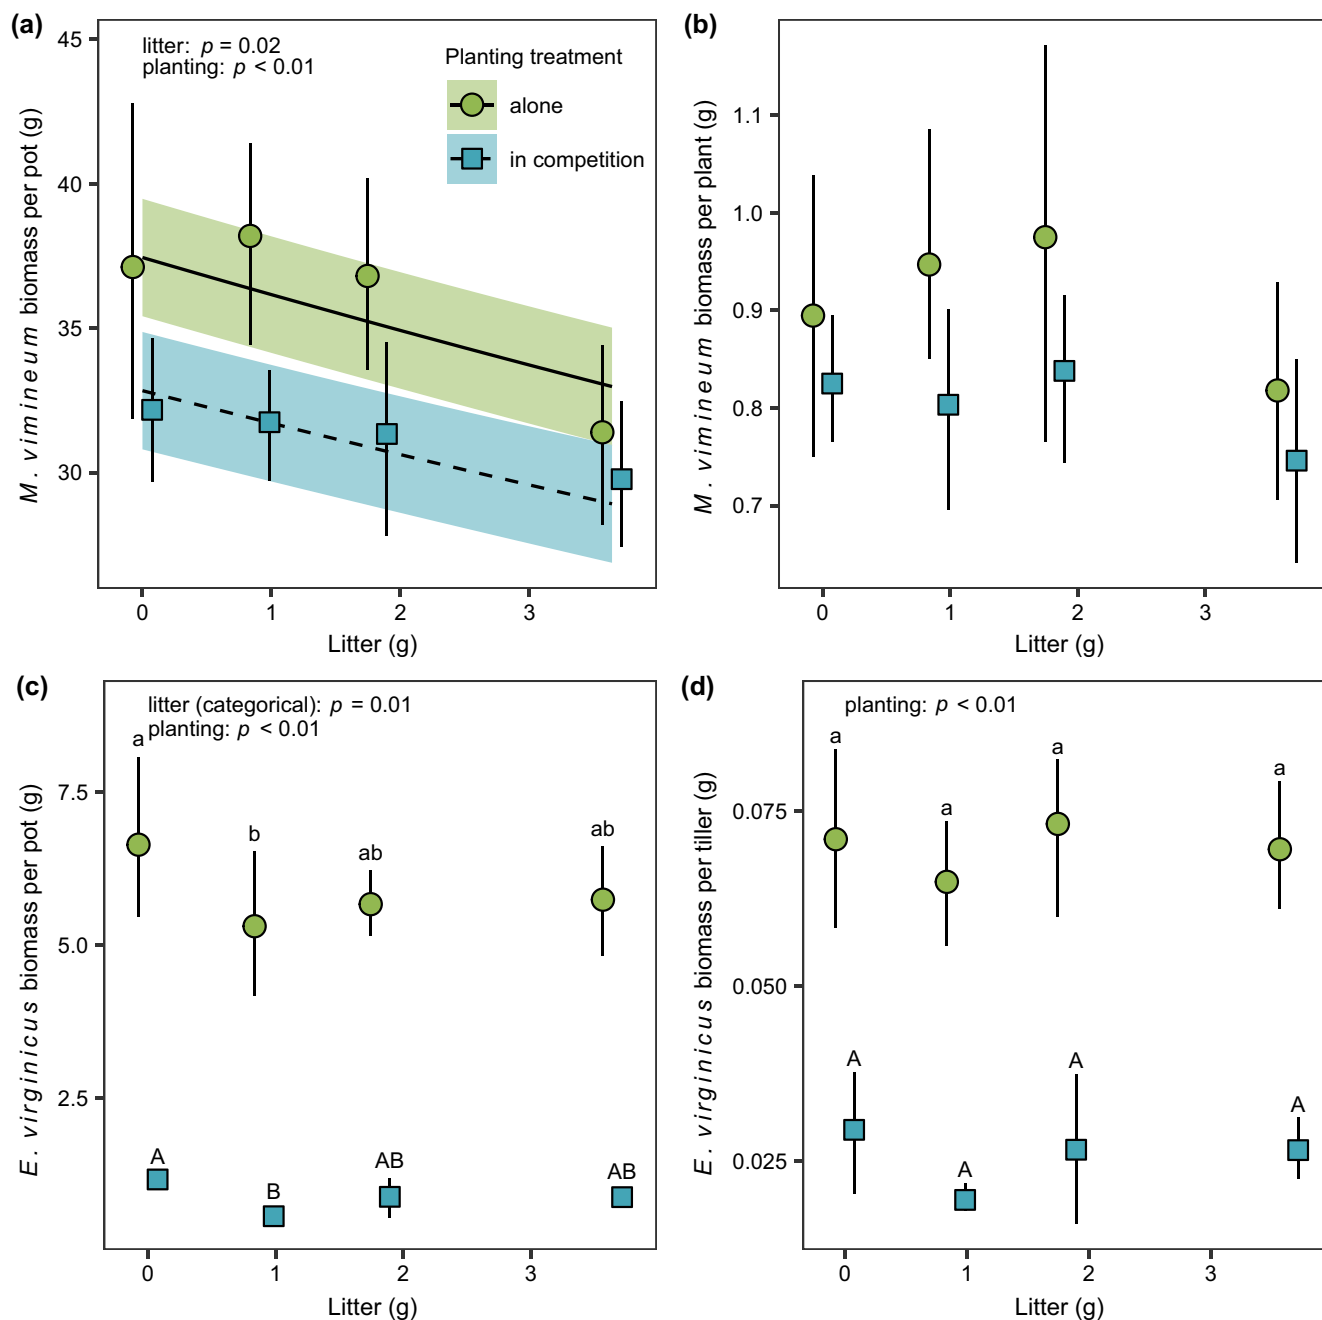 (a)
litter: p = 0.02
planting: p < 0.01
Planting treatment
alone
in competition
45
40
35
30
M. vimineum biomass per pot (g)
0 1 2 3
Litter (g)
(b)
1.1
1.0
0.9
0.8
0.7
M. vimineum biomass per plant (g)
0 1 2 3
Litter (g)
(c)
litter (categorical): p = 0.01
planting: p < 0.01
a
b
ab
ab
A
B
AB
AB
7.5
5.0
2.5
E. virginicus biomass per pot (g)
0 1 2 3
Litter (g)
(d)
planting: p < 0.01
a
a
a
a
A
A
A
A
0.075
0.050
0.025
E. virginicus biomass per tiller (g)
0 1 2 3
Litter (g)